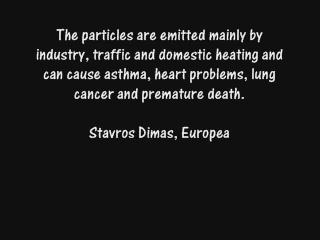 The particles are emitted mainly by
industry, traffic and domestic heating and
can cause asthma, heart problems, lung
cancer and premature death.
Stavros Dimas, Europea